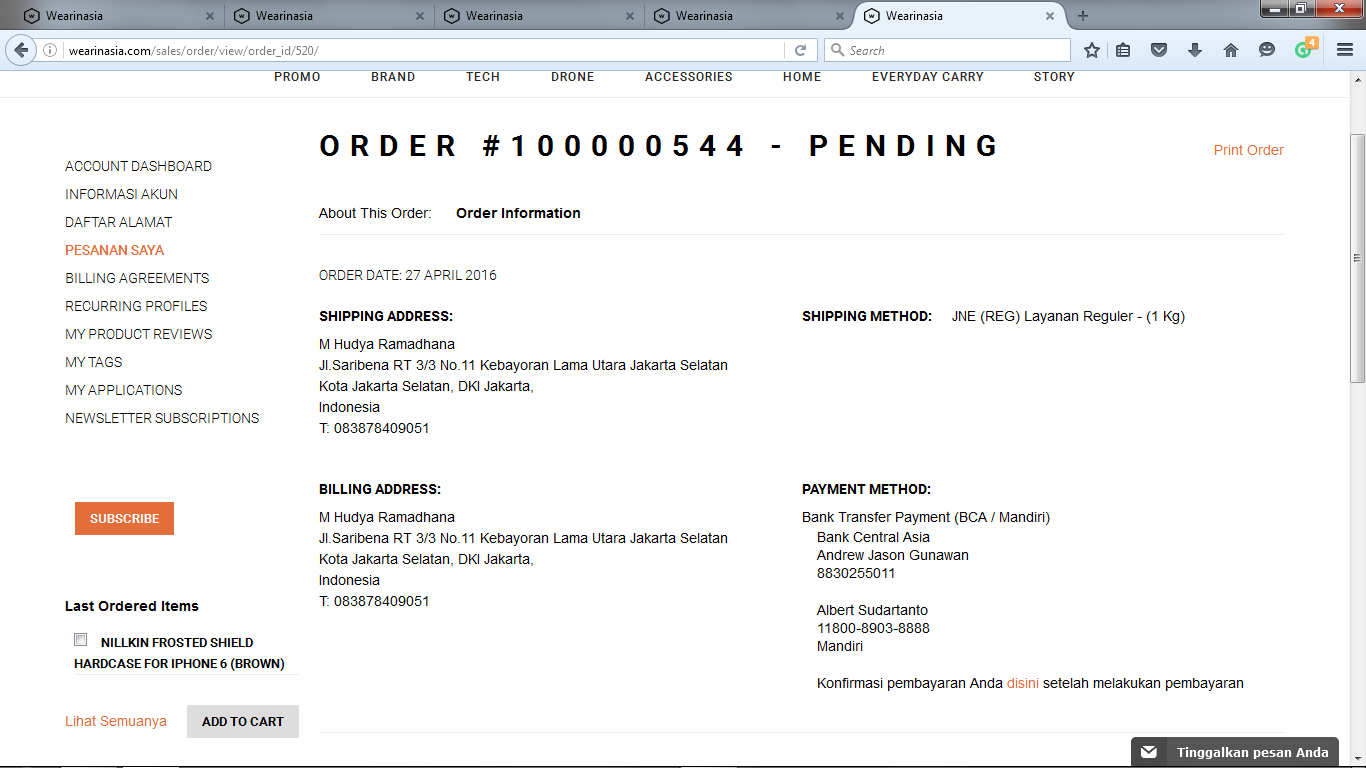 Wearinasia
Wearinasia
Wearinasia
Wearinasia
Wearinasia
wearinasia.com/sales/order/view/order_id/520/
Search
4
PROMO BRAND TECH DRONE ACCESSORIES HOME EVERYDAY CARRY STORY
ORDER #100000544 - PENDING
Print Order
ACCOUNT DASHBOARD
INFORMASI AKUN
DAFTAR ALAMAT
PESANAN SAYA
BILLING AGREEMENTS
RECURRING PROFILES
MY PRODUCT REVIEWS
MY TAGS
MY APPLICATIONS
NEWSLETTER SUBSCRIPTIONS
SUBSCRIBE
Last Ordered Items
NILLKIN FROSTED SHIELD
HARDCASE FOR IPHONE 6 (BROWN)
Lihat Semuanya ADD TO CART
About This Order: Order Information
ORDER DATE: 27 APRIL 2016
SHIPPING ADDRESS:
M Hudya Ramadhana
Jl.Saribena RT 3/3 No.11 Kebayoran Lama Utara Jakarta Selatan
Kota Jakarta Selatan, DKI Jakarta,
Indonesia
T: 083878409051
SHIPPING METHOD: JNE (REG) Layanan Reguler - (1 Kg)
BILLING ADDRESS:
M Hudya Ramadhana
Jl.Saribena RT 3/3 No.11 Kebayoran Lama Utara Jakarta Selatan
Kota Jakarta Selatan, DKI Jakarta,
Indonesia
T: 083878409051
PAYMENT METHOD:
Bank Transfer Payment (BCA / Mandiri)
Bank Central Asia
Andrew Jason Gunawan
8830255011
Albert Sudartanto
11800-8903-8888
Mandiri
Konfirmasi pembayaran Anda disini setelah melakukan pembayaran
Tinggalkan pesan Anda